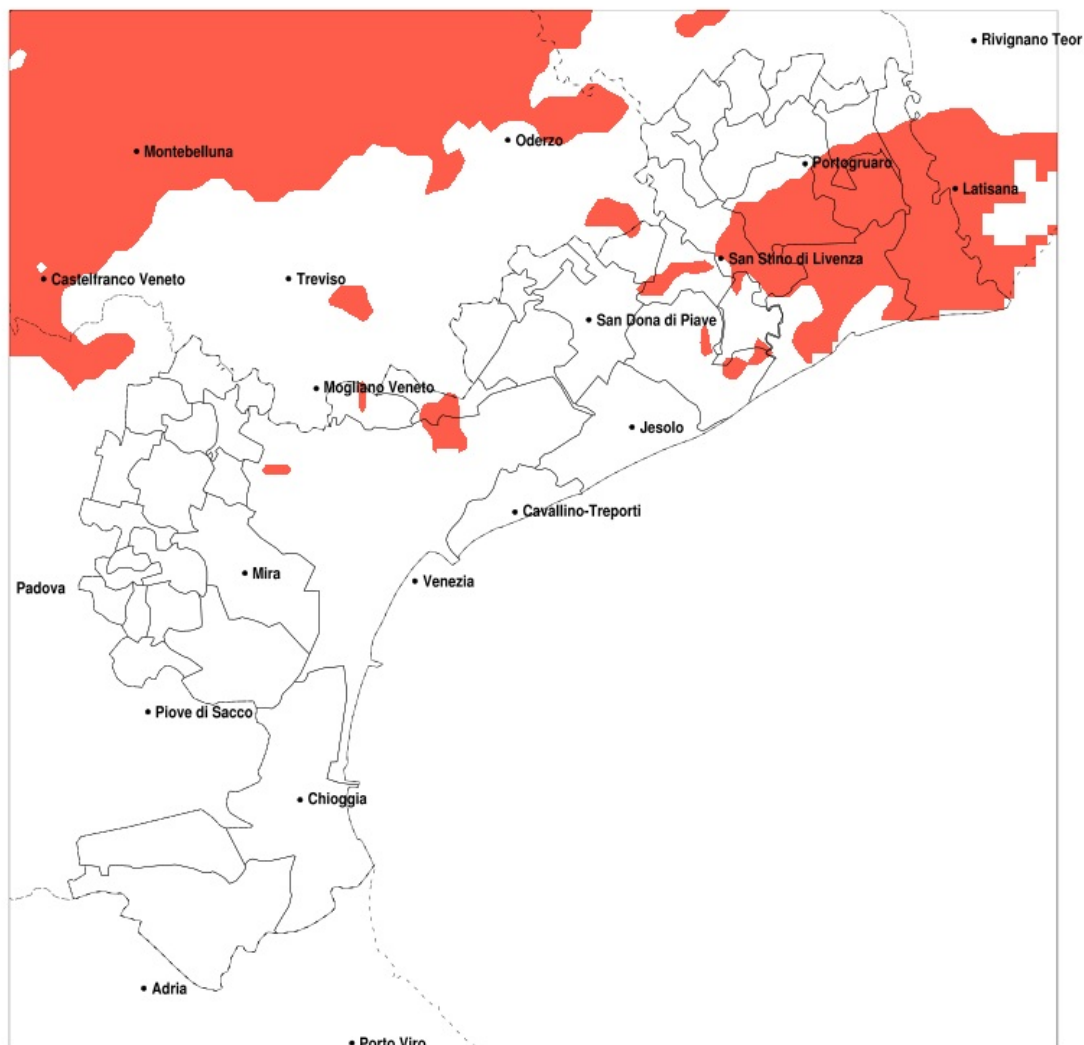 Rivignano Teor
Oderzo
Montebelluna
Portogruaro
Latisana
San Stino di Livenza
Castelfranco Veneto
Treviso
San Dona di Piave
Mogliano Veneto
Jesolo
Cavallino-Treporti
Mira
Venezia
Padova
Piove di Sacco
Chioggia
Adria
Porto Viro